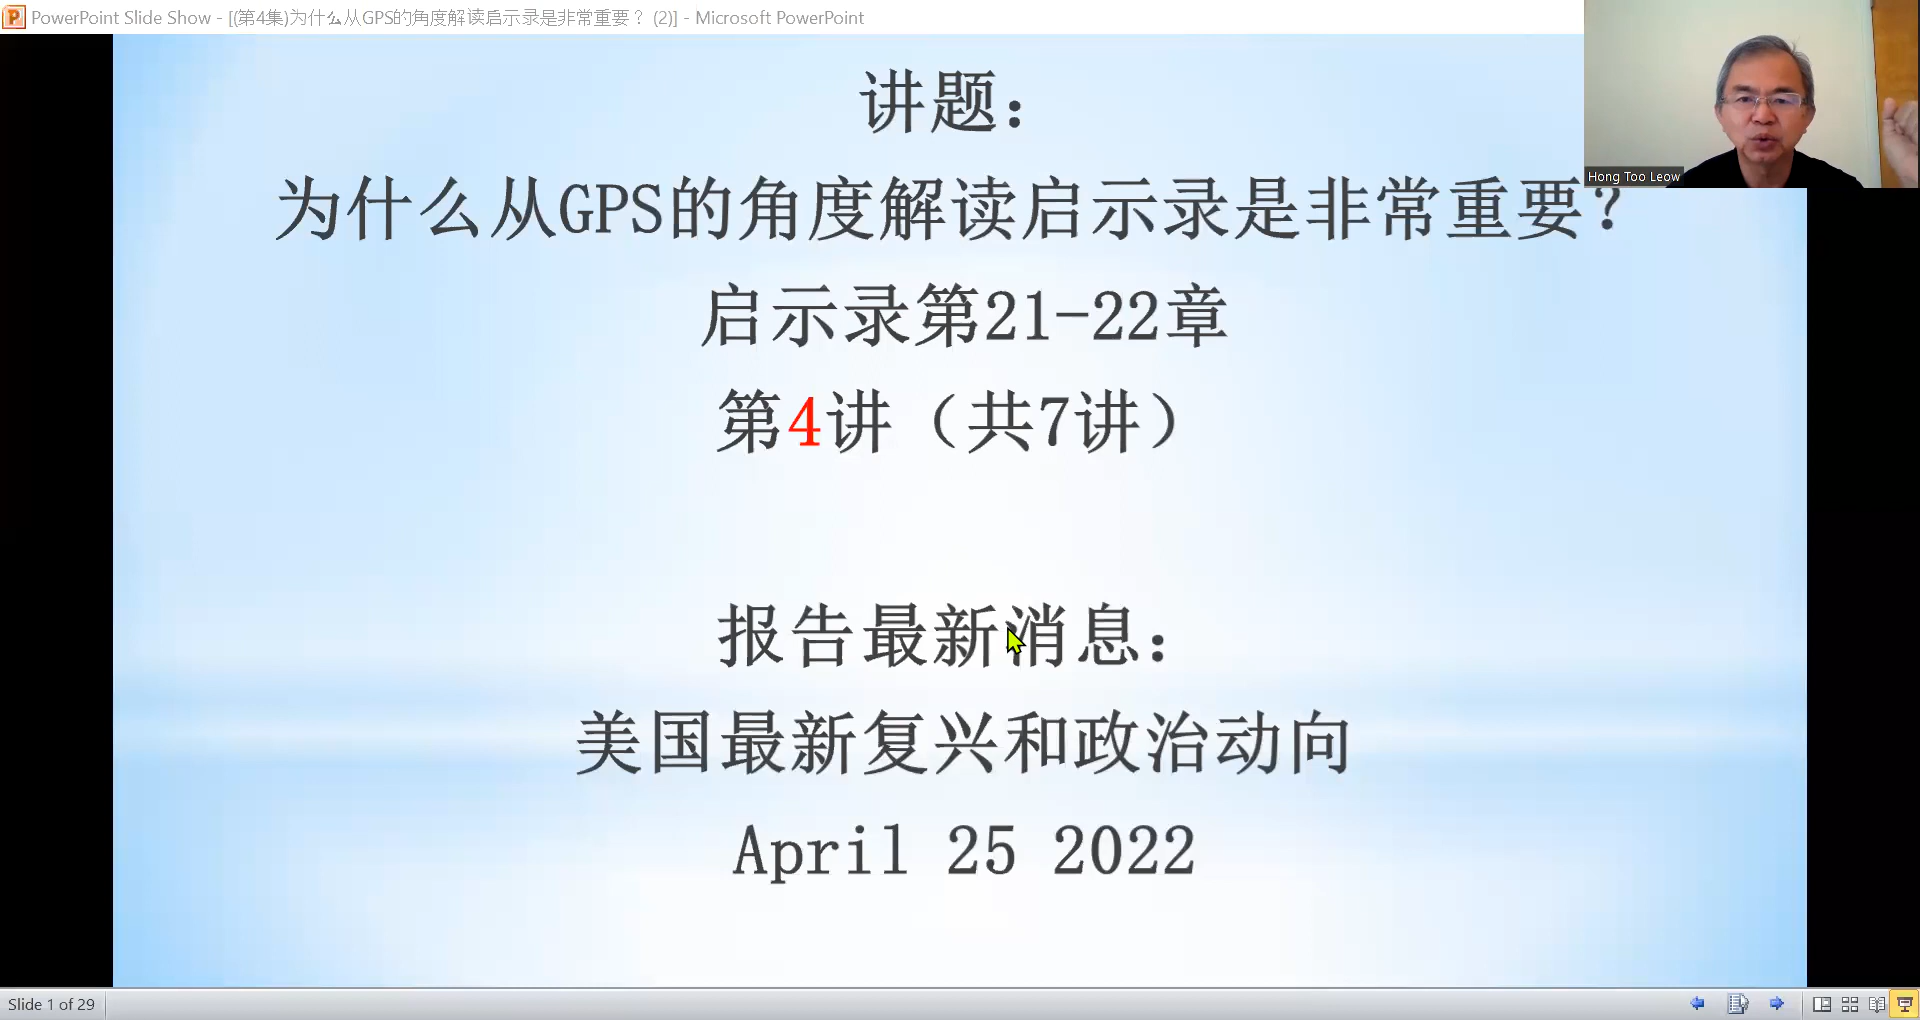 PowerPoint Slide Show - [(第4集)为什么从GPS的角度解读启示录是非常重要？ (2)] - Microsoft PowerPoint
讲题：
Hong Too Leow
为什么从GPS的角度解读启示录是非常重要？
启示录第21-22章
第4讲（共7讲）
报告最新消息：
美国最新复兴和政治动向
April 25 2022
Slide 1 of 29